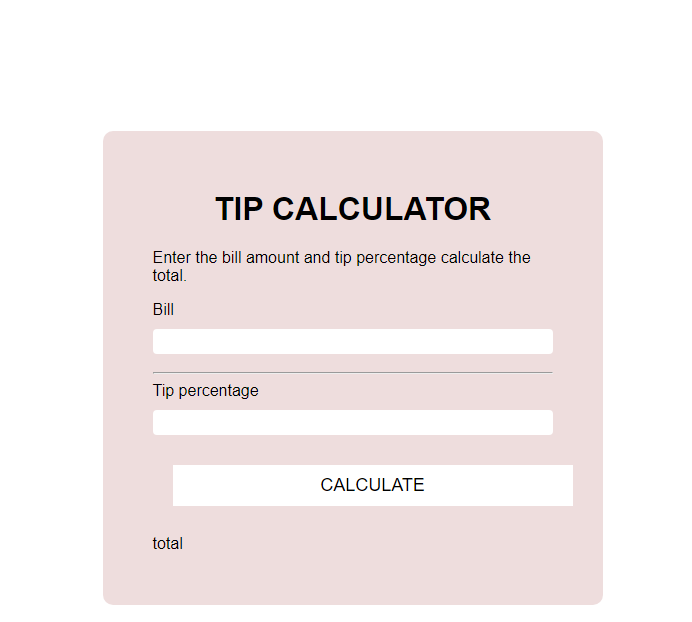 TIP CALCULATOR
Enter the bill amount and tip percentage calculate the
total.
Bill
Tip percentage
CALCULATE
total